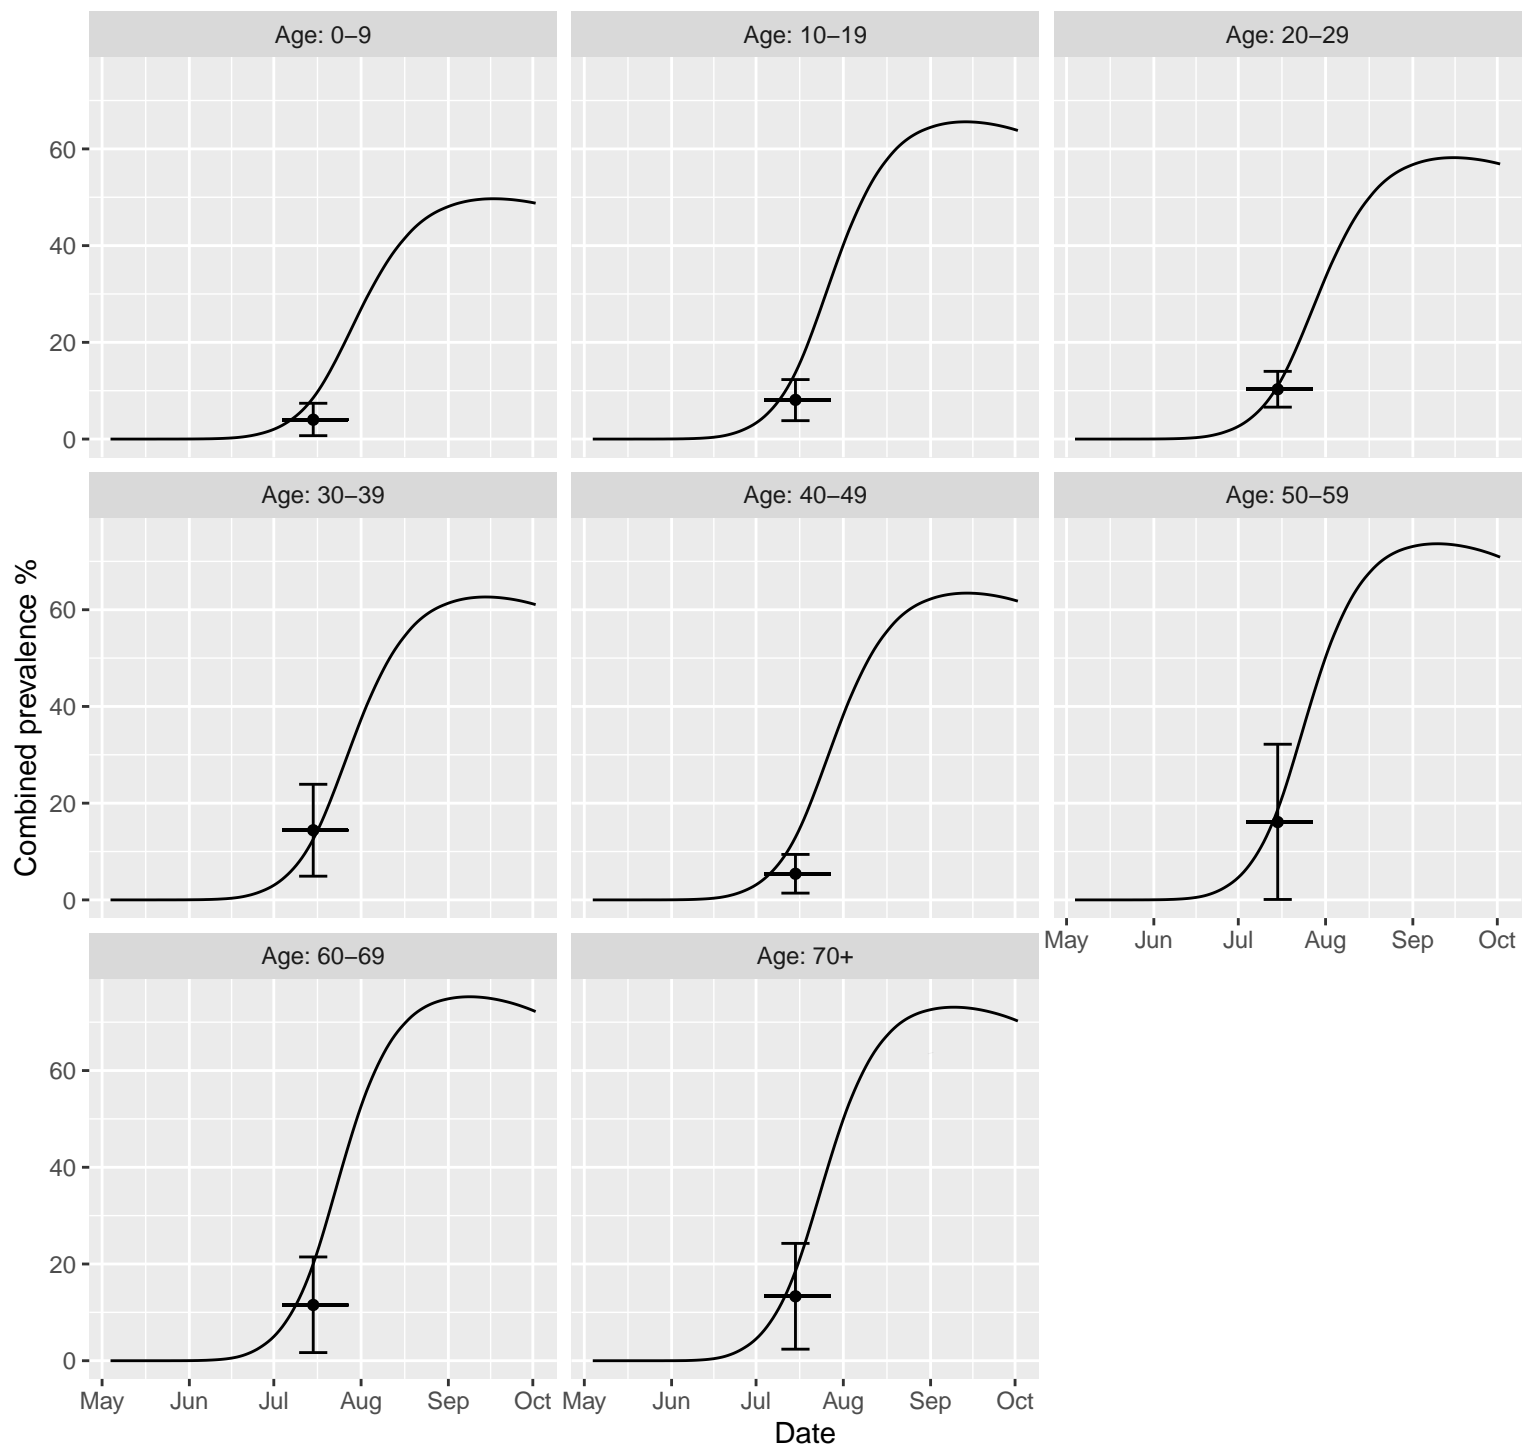 Age: 0–9
Age: 10–19
Age: 20–29
60
40
20
0
Age: 30–39
Age: 40–49
Age: 50–59
60
40
20
0
Combined prevalence %
May Jun Jul Aug Sep Oct
Age: 60–69
Age: 70+
60
40
20
0
May Jun Jul Aug Sep Oct
May Jun Jul Aug Sep Oct
Date